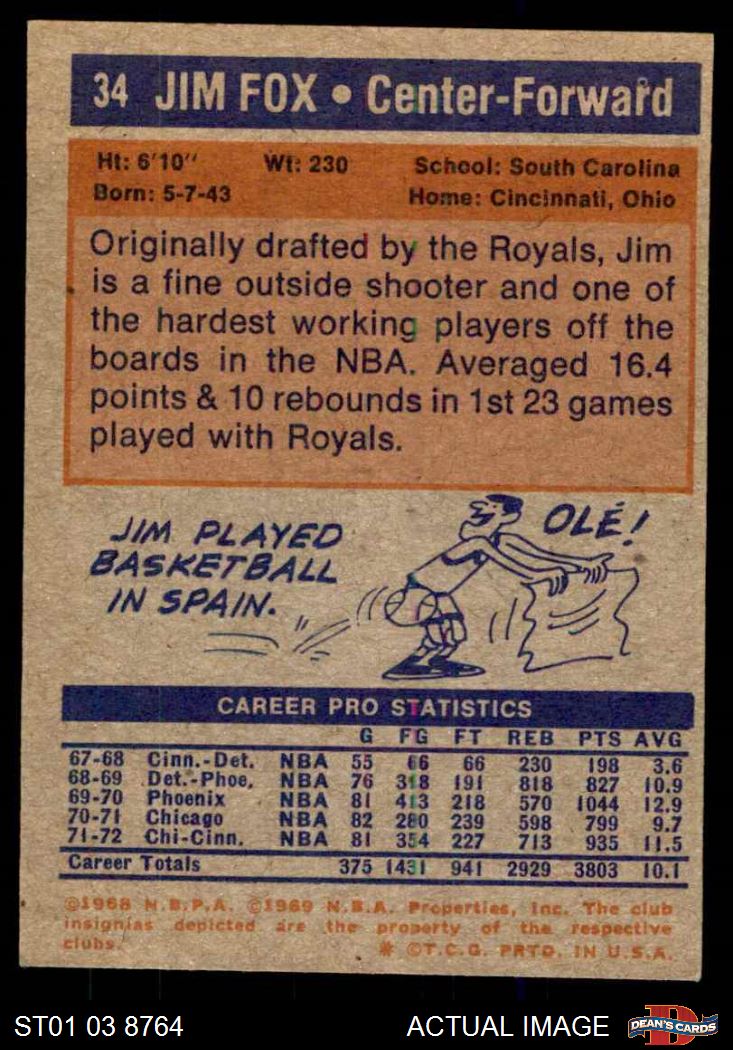 34 JIM FOX • Center-Forward
Ht: 6'10" Wt: 230 School: South Carolina
Born: 5-7-43 Home: Cincinnati, Ohio
Originally drafted by the Royals, Jim
is a fine outside shooter and one of
the hardest working players off the
boards in the NBA. Averaged 16.4
points & 10 rebounds in 1st 23 games
played with Royals.
JIM PLAYED
BASKETBALL
IN SPAIN.
OLÉ!
CAREER PRO STATISTICS
G FG FT REB PTS AVG
67-68 Cinn.-Det. NBA 55 66 66 230 198 3.6
68-69 Det.-Phoe. NBA 76 318 191 818 827 10.9
69-70 Phoenix NBA 81 413 218 570 1044 12.9
70-71 Chicago NBA 82 280 239 598 799 9.7
71-72 Chi-Cinn. NBA 81 354 227 713 935 11.5
Career Totals 375 1431 941 2929 3803 10.1
©1968 N.B.P.A. ©1969 N.B.A. Properties, Inc. The club
insignias depicted are the property of the respective
clubs. * ©T.C.G. PRTD. IN U.S.A.
ST01 03 8764 ACTUAL IMAGE DEAN'S CARDS